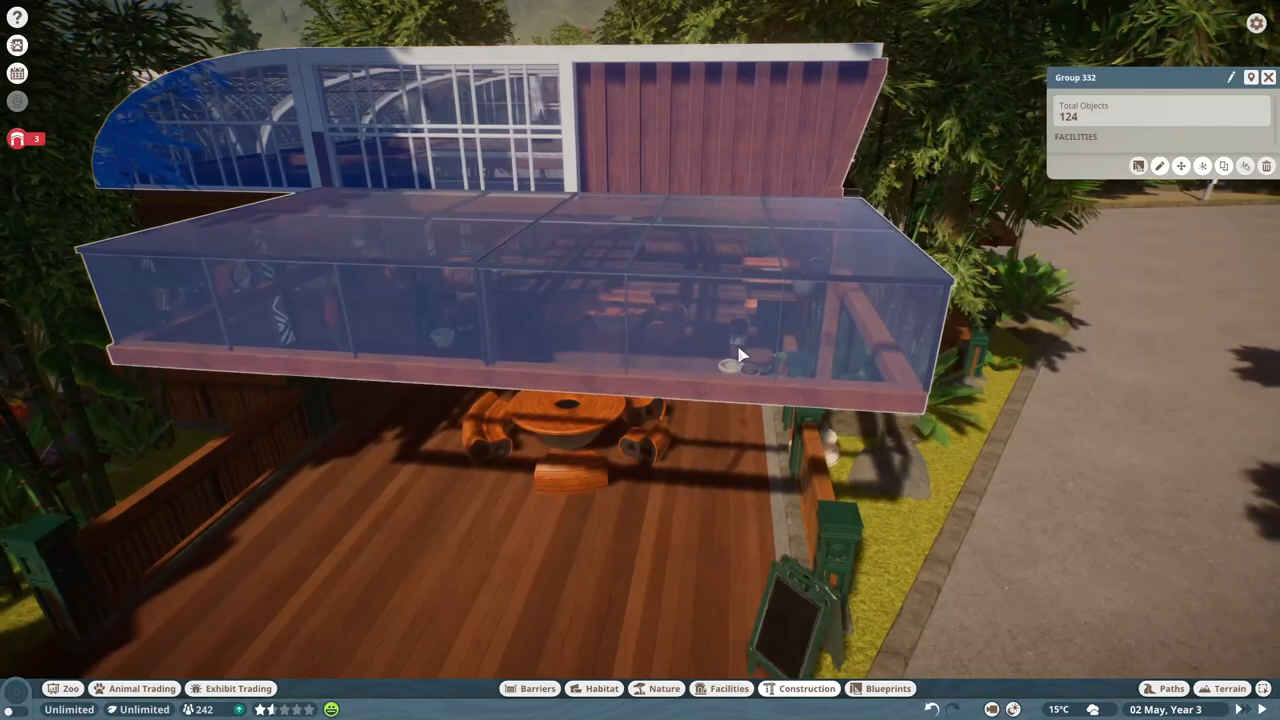 ?
3
Group 332
Total Objects
124
FACILITIES
Zoo
Animal Trading
Exhibit Trading
Barriers
Habitat
Nature
Facilities
Construction
Blueprints
Paths
Terrain
Unlimited
Unlimited
242
15°C
02 May, Year 3